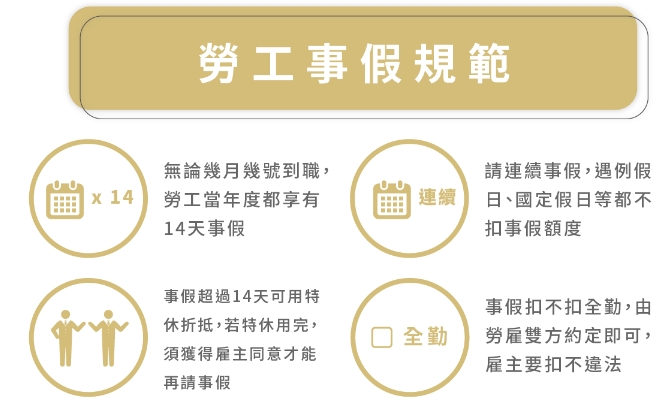 勞工事假規範
x 14
無論幾月幾號到職，
勞工當年度都享有
14天事假
連續
請連續事假，遇例假
日、國定假日等都不
扣事假額度
事假超過14天可用特
休折抵，若特休用完，
須獲得雇主同意才能
再請事假
全勤
事假扣不扣全勤，由
勞雇雙方約定即可，
雇主要扣不違法